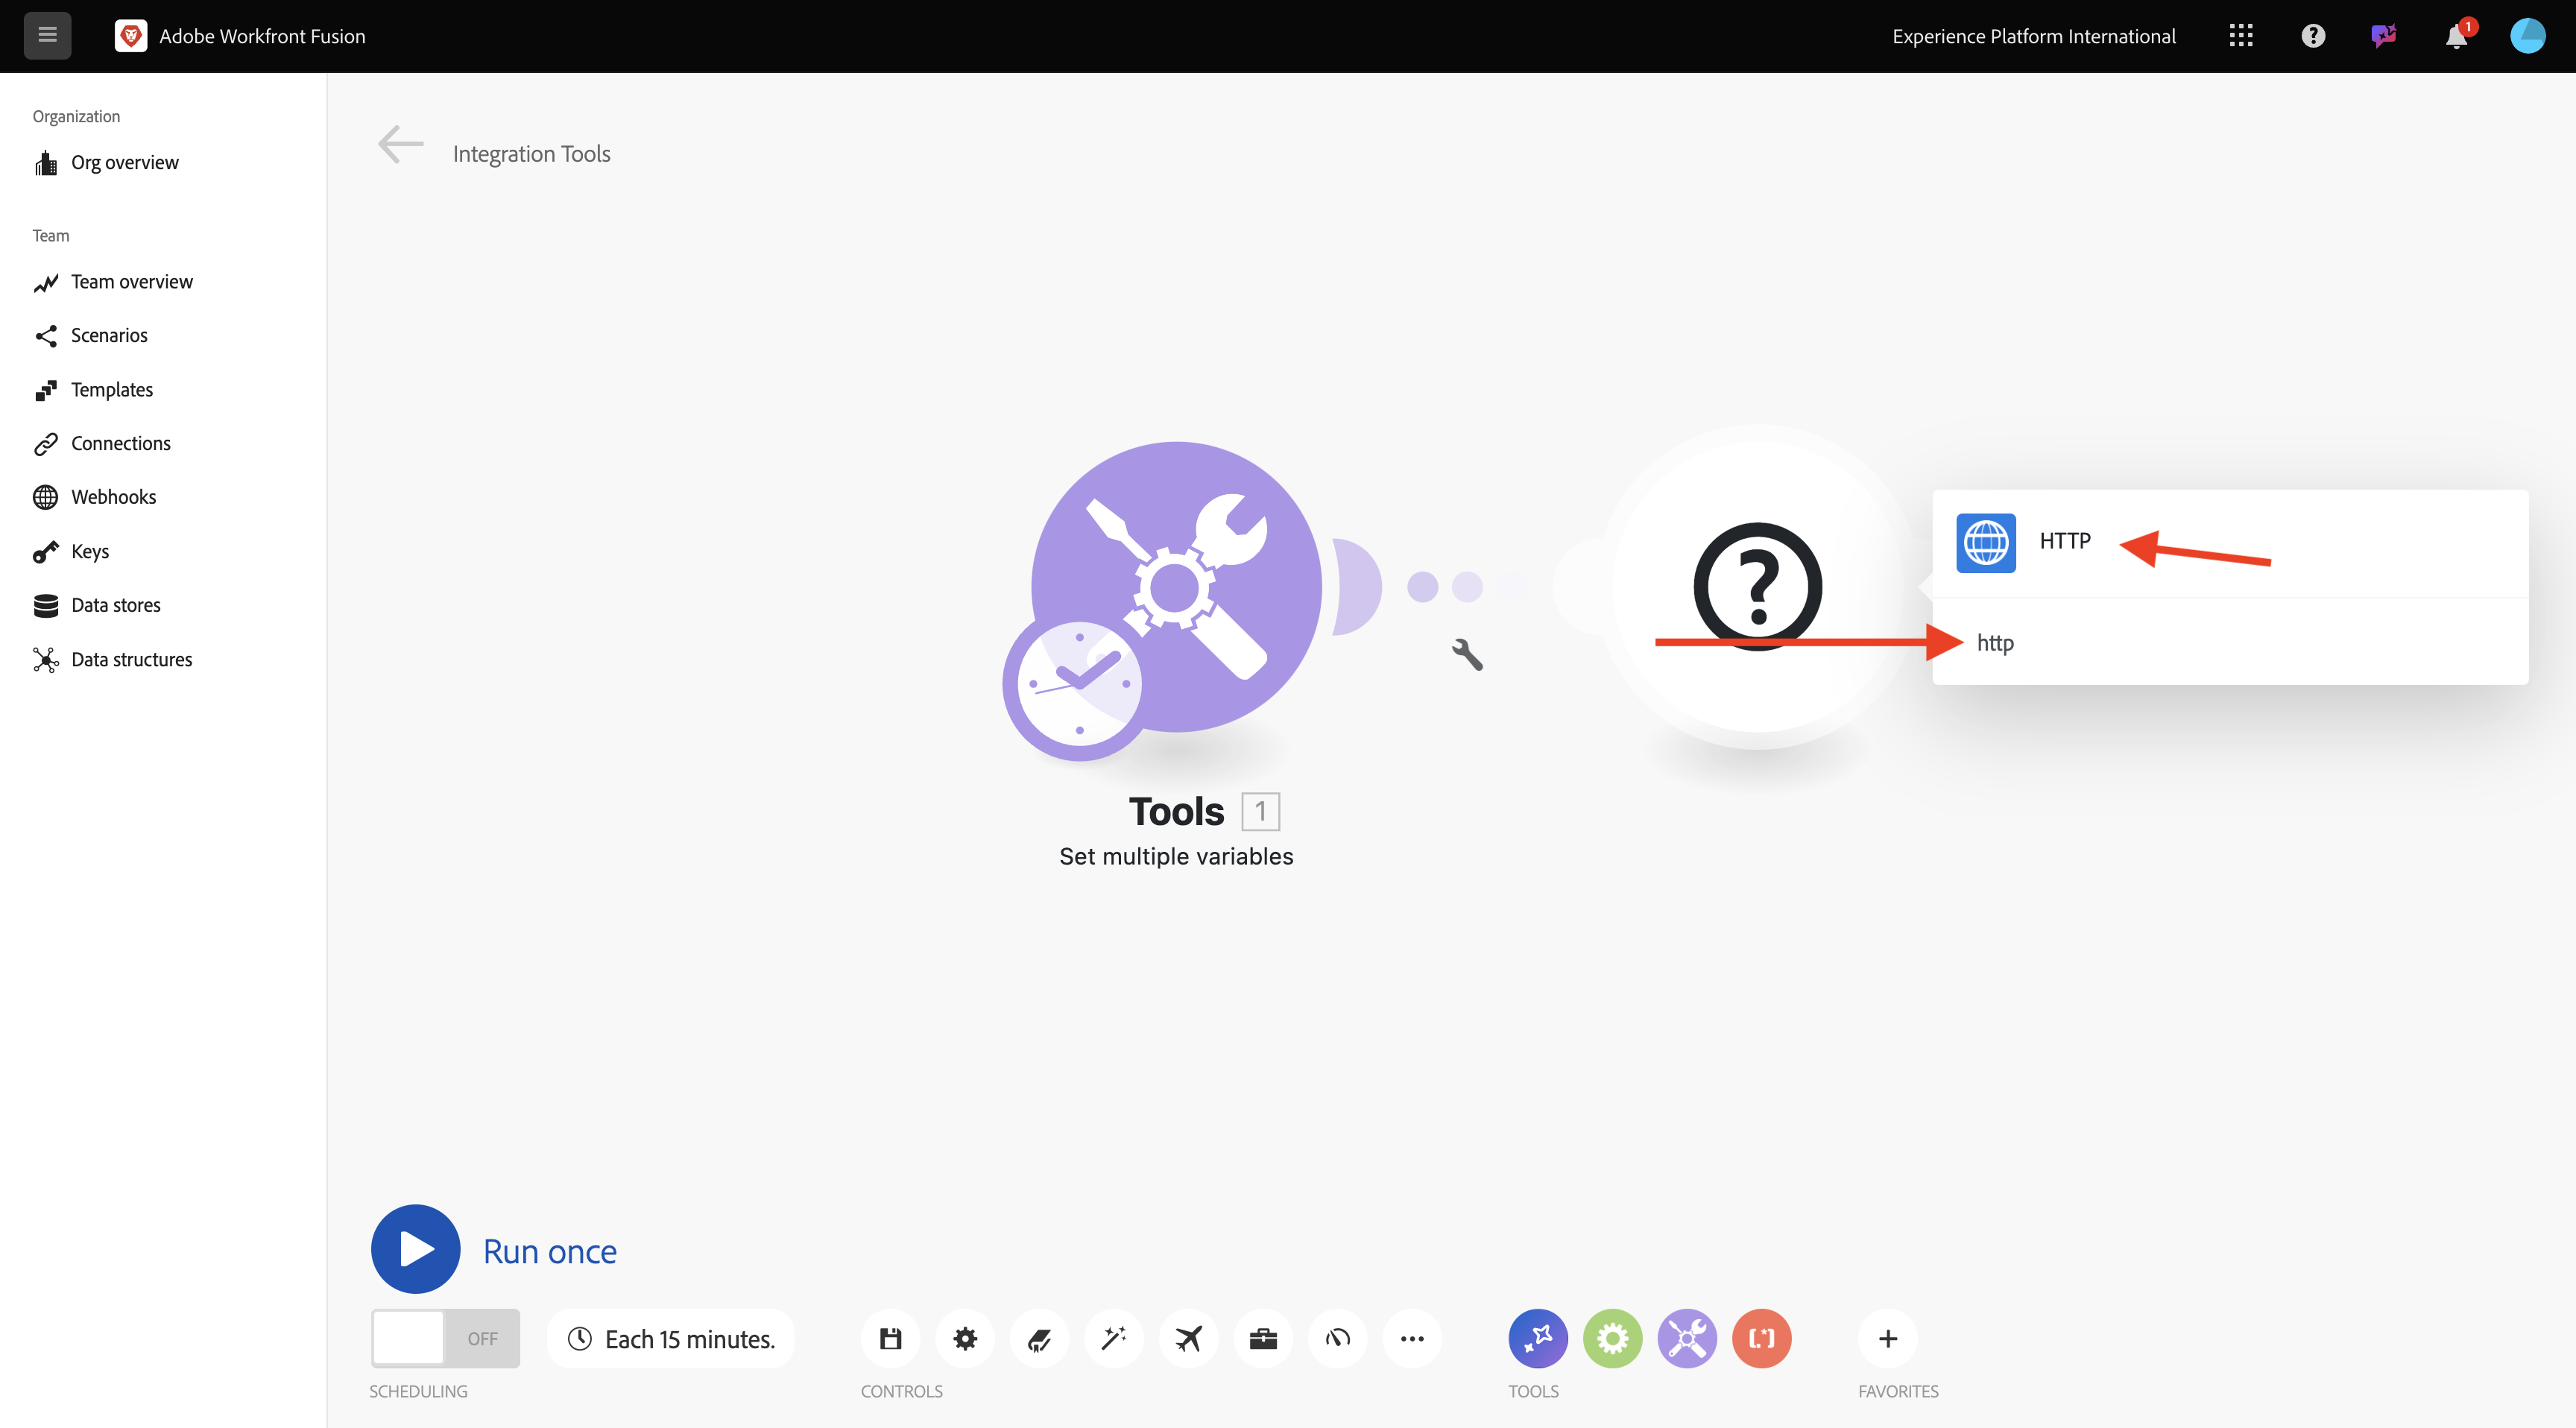 Adobe Workfront Fusion
Experience Platform International
1
Organization
Org overview
Team
Team overview
Scenarios
Templates
Connections
Webhooks
Keys
Data stores
Data structures
Integration Tools
HTTP
http
Tools 1
Set multiple variables
Run once
OFF
Each 15 minutes.
SCHEDULING
CONTROLS
TOOLS
FAVORITES